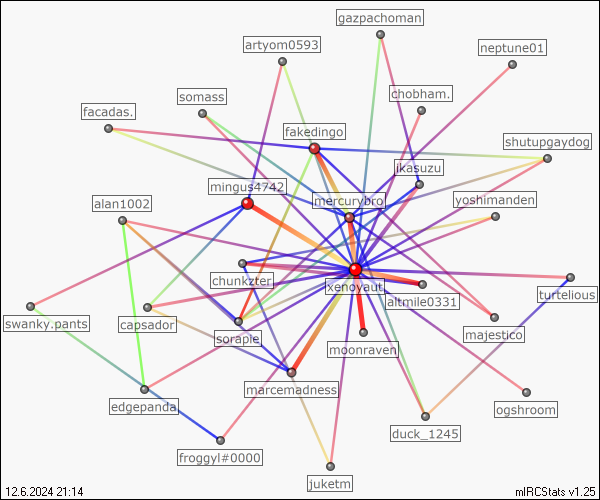 gazpachoman
artyom0593
neptune01
chobham.
somass
facadas.
fakedingo
shutupgaydog
ikasuzu
mingus4742
mercurybro
yoshimanden
alan1002
chunkzter
xenoyaut
turtelious
altmile0331
swanky.pants
capsador
sorapie
majestico
moonraven
marcemadness
edgepanda
ogshroom
duck_1245
froggyl#0000
juketm
12.6.2024 21:14
mIRCStats v1.25